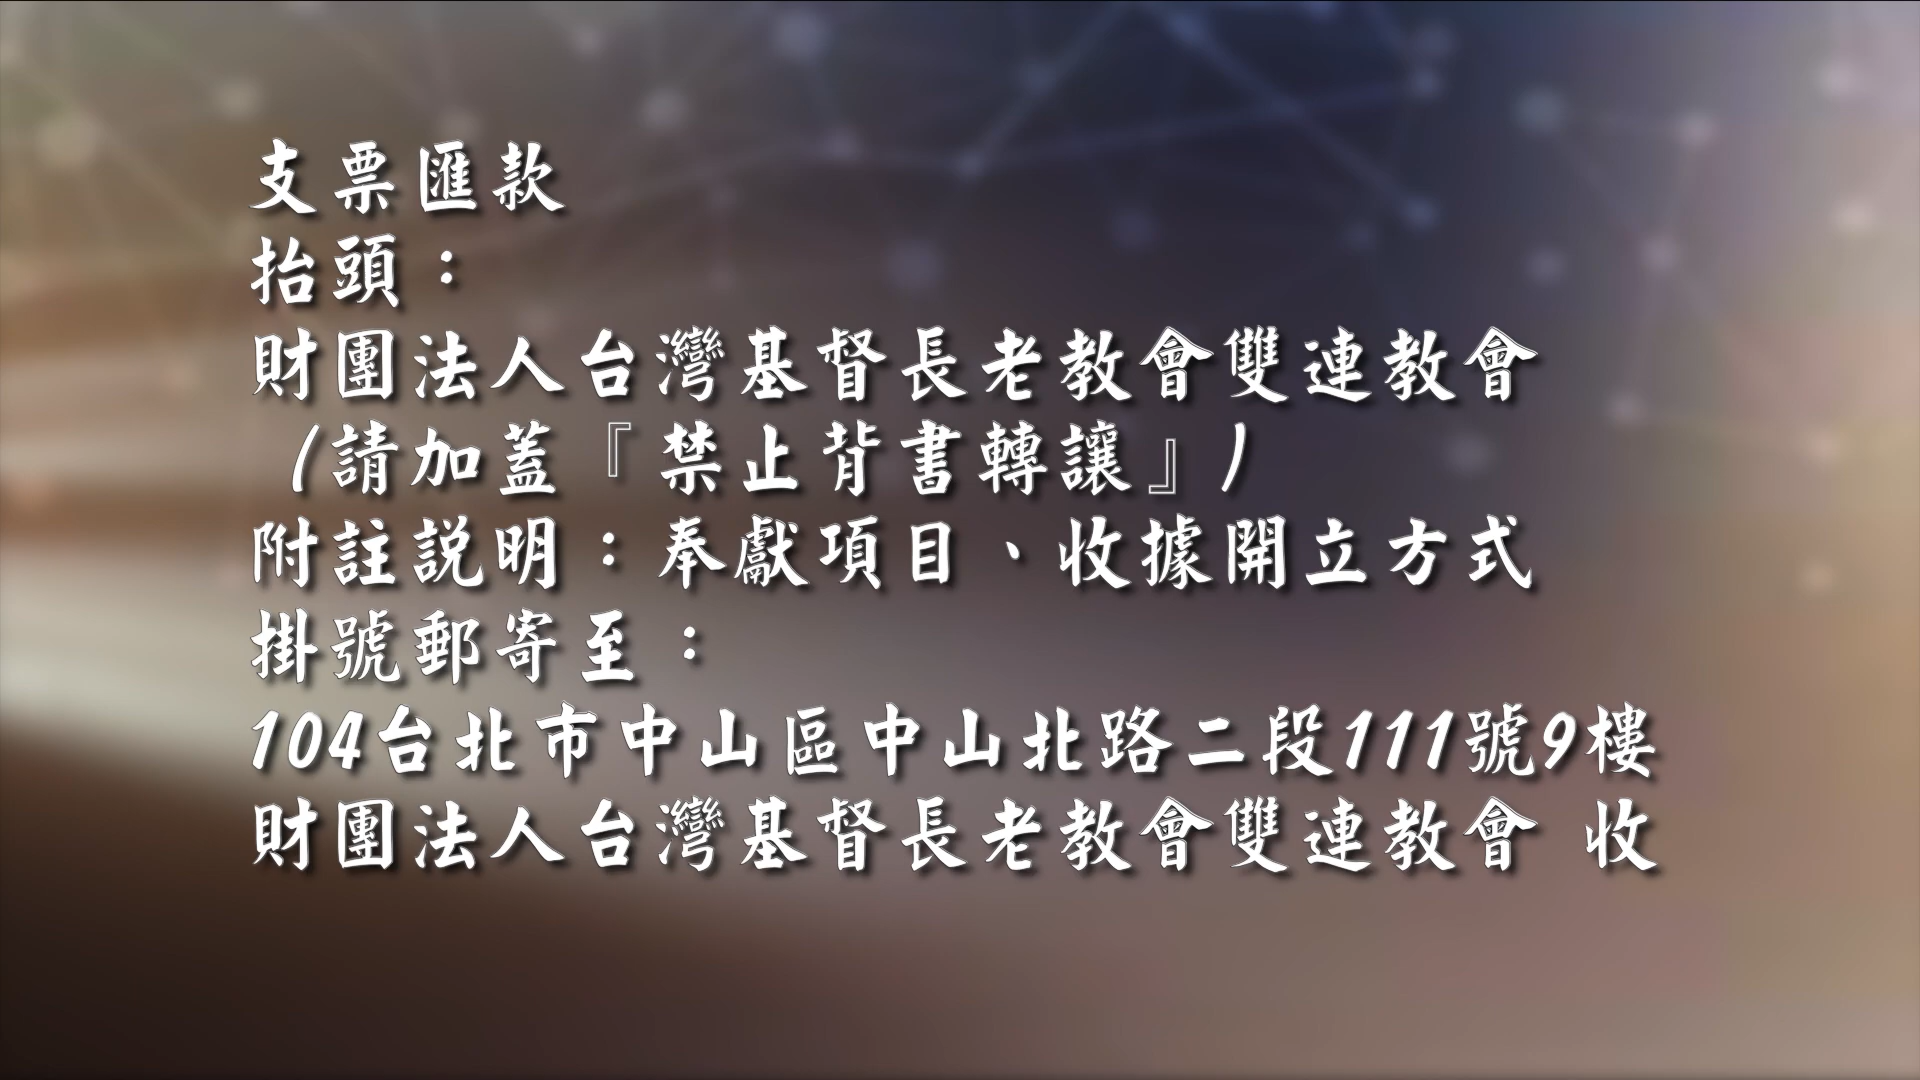 支票匯款
抬頭：
財團法人台灣基督長老教會雙連教會
(請加蓋『禁止背書轉讓』)
附註說明：奉獻項目、收據開立方式
掛號郵寄至：
104台北市中山區中山北路二段111號9樓
財團法人台灣基督長老教會雙連教會 收